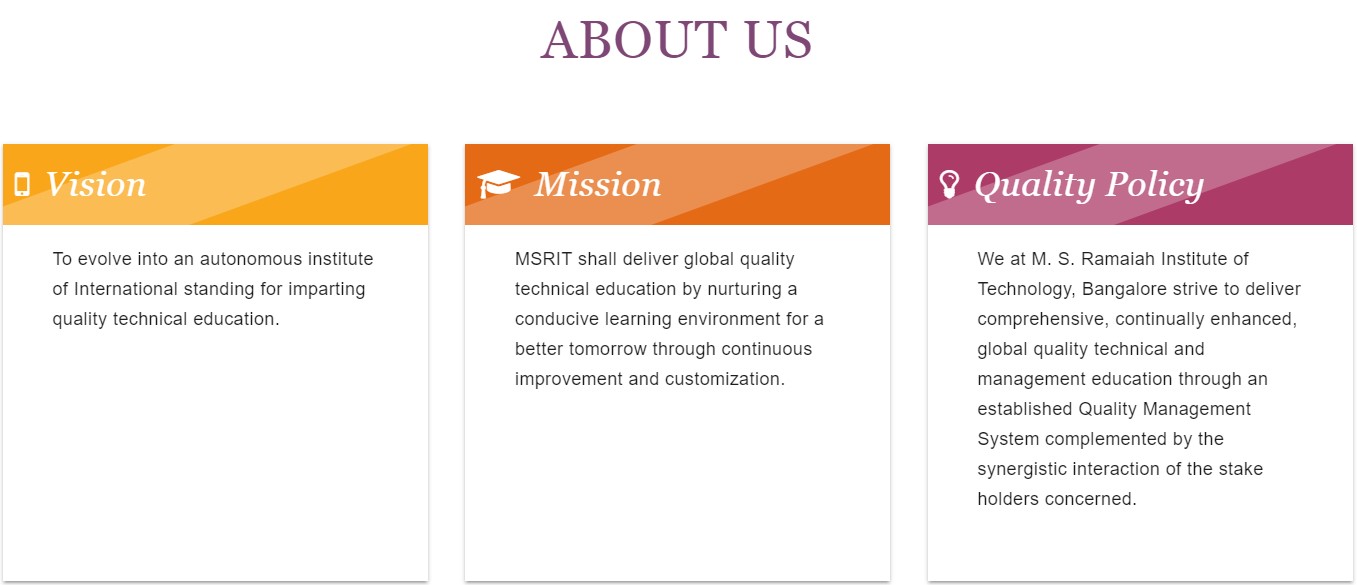 ABOUT US
Vision
To evolve into an autonomous institute
of International standing for imparting
quality technical education.
Mission
MSRIT shall deliver global quality
technical education by nurturing a
conducive learning environment for a
better tomorrow through continuous
improvement and customization.
Quality Policy
We at M. S. Ramaiah Institute of
Technology, Bangalore strive to deliver
comprehensive, continually enhanced,
global quality technical and
management education through an
established Quality Management
System complemented by the
synergistic interaction of the stake
holders concerned.